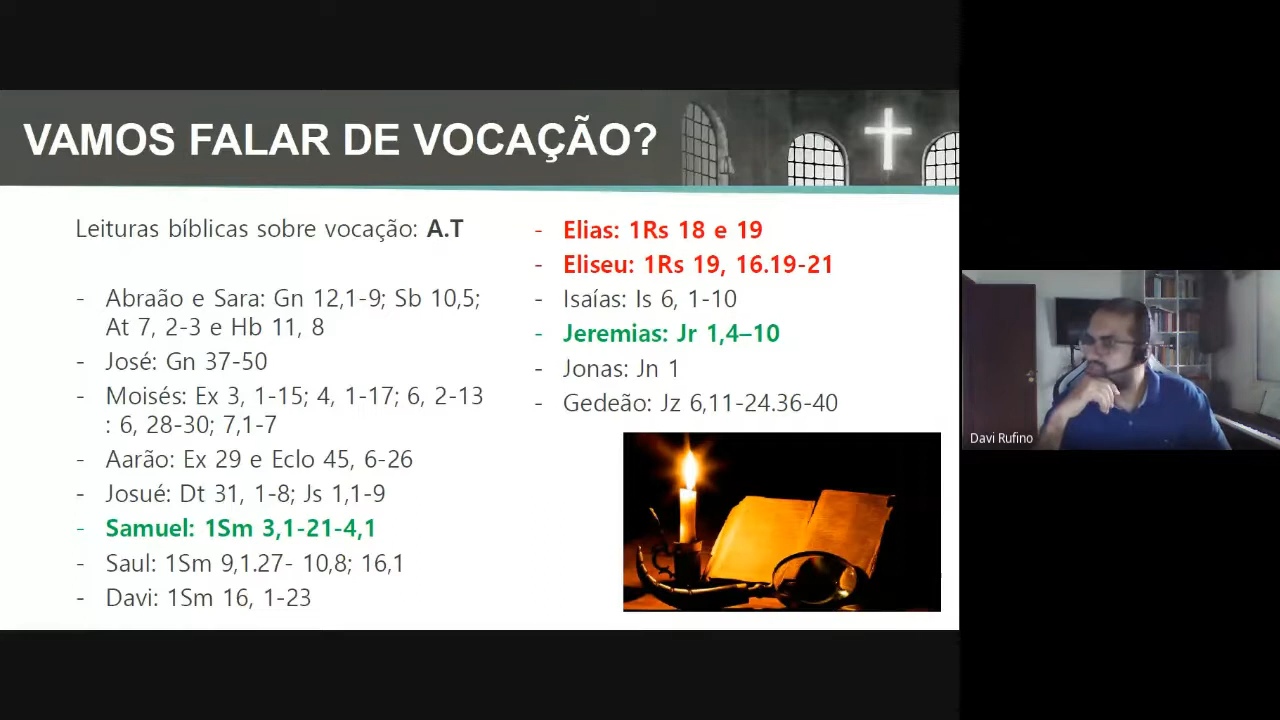 VAMOS FALAR DE VOCAÇÃO?
Leituras bíblicas sobre vocação: A.T
- Abraão e Sara: Gn 12,1-9; Sb 10,5;
At 7, 2-3 e Hb 11, 8
- José: Gn 37-50
- Moisés: Ex 3, 1-15; 4, 1-17; 6, 2-13
: 6, 28-30; 7,1-7
- Aarão: Ex 29 e Eclo 45, 6-26
- Josué: Dt 31, 1-8; Js 1,1-9
- Samuel: 1Sm 3,1-21-4,1
- Saul: 1Sm 9,1.27- 10,8; 16,1
- Davi: 1Sm 16, 1-23
- Elias: 1Rs 18 e 19
- Eliseu: 1Rs 19, 16.19-21
- Isaías: Is 6, 1-10
- Jeremias: Jr 1,4–10
- Jonas: Jn 1
- Gedeão: Jz 6,11-24.36-40
Davi Rufino